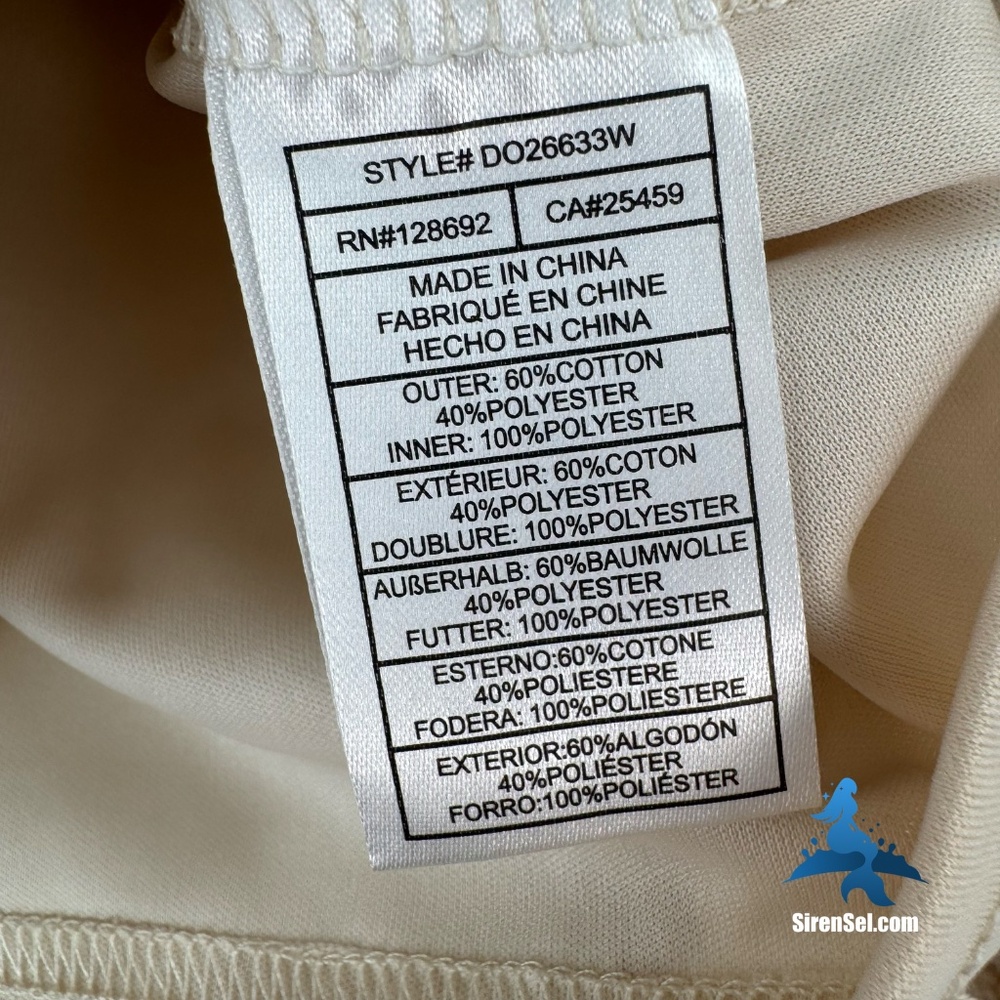 STYLE# DO26633W
RN#128692 CA#25459
MADE IN CHINA
FABRIQUÉ EN CHINE
HECHO EN CHINA
OUTER: 60%COTTON
40%POLYESTER
INNER: 100%POLYESTER
EXTÉRIEUR: 60%COTON
40%POLYESTER
DOUBLURE: 100%POLYESTER
AUßERHALB: 60%BAUMWOLLE
40%POLYESTER
FUTTER: 100%POLYESTER
ESTERNO:60%COTONE
40%POLIESTERE
FODERA: 100%POLIESTERE
EXTERIOR:60%ALGODÓN
40%POLIÉSTER
FORRO:100%POLIÉSTER
SirenSel.com